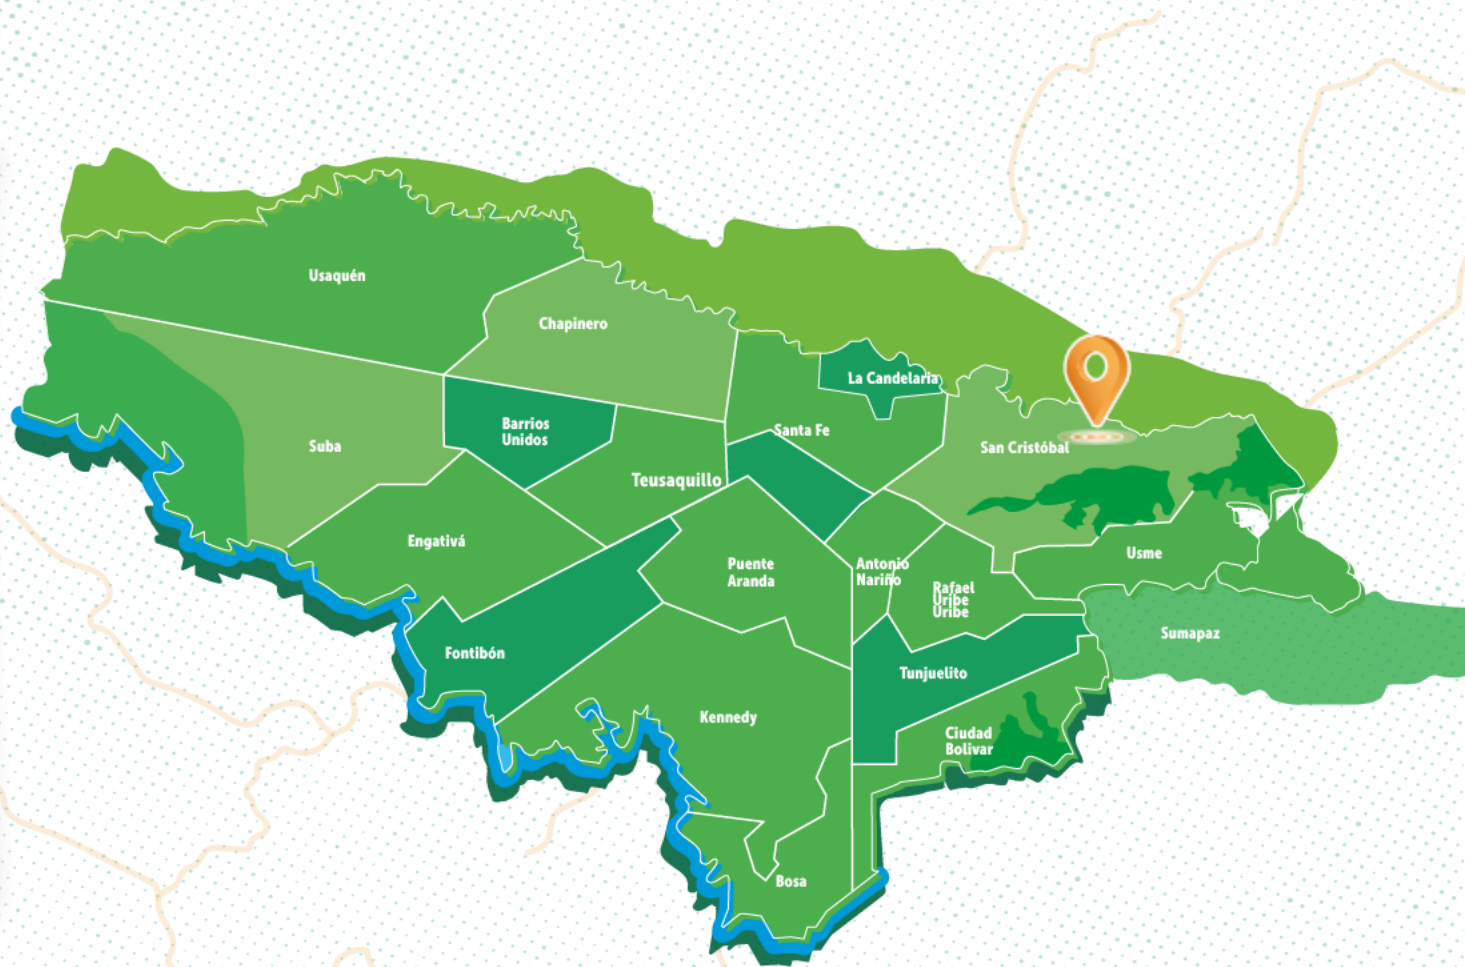 Usaquén
Chapinero
La Candelaria
Barrios
Unidos
Santa Fe
Suba
San Cristóbal
Teusaquillo
Engativá
Usme
Puente
Aranda
Antonio
Nariño
Rafael
Uribe
Uribe
Sumapaz
Fontibón
Tunjuelito
Kennedy
Ciudad
Bolivar
Bosa